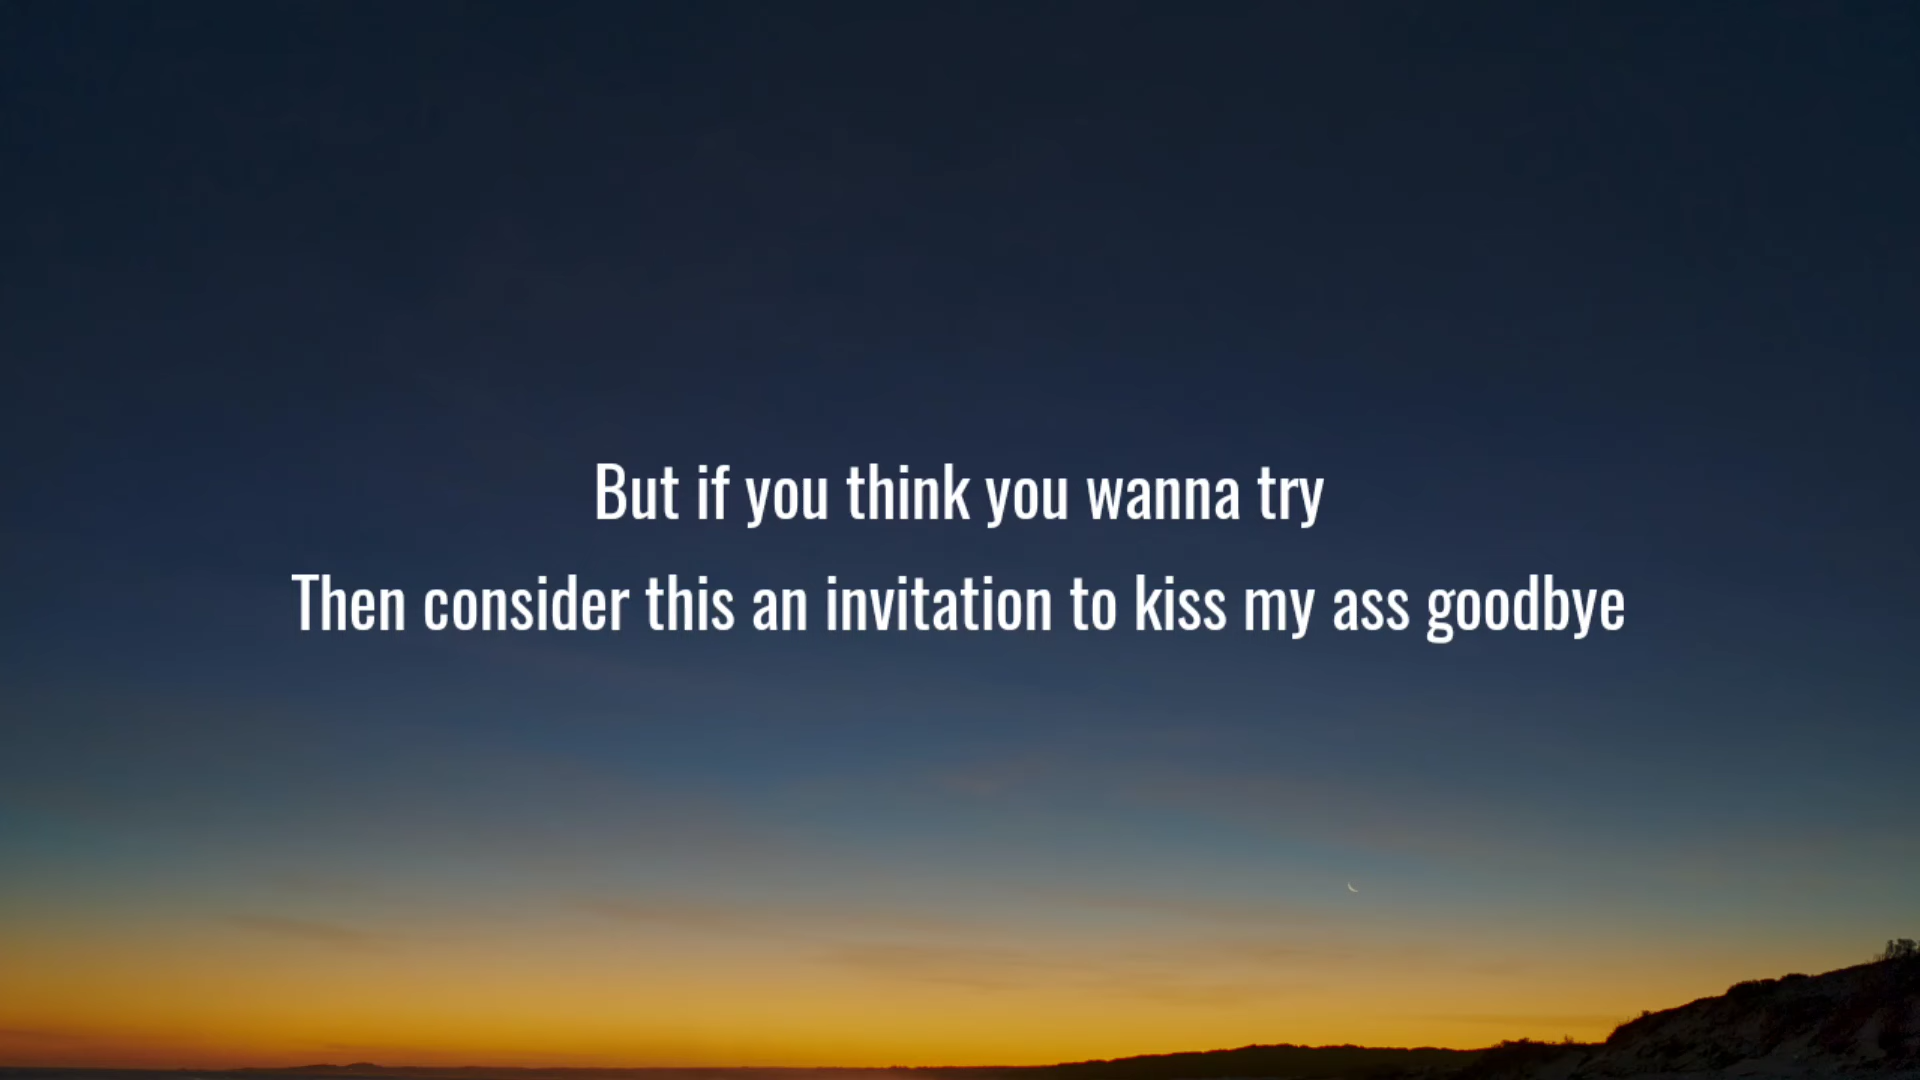 But if you think you wanna try
Then consider this an invitation to kiss my ass goodbye